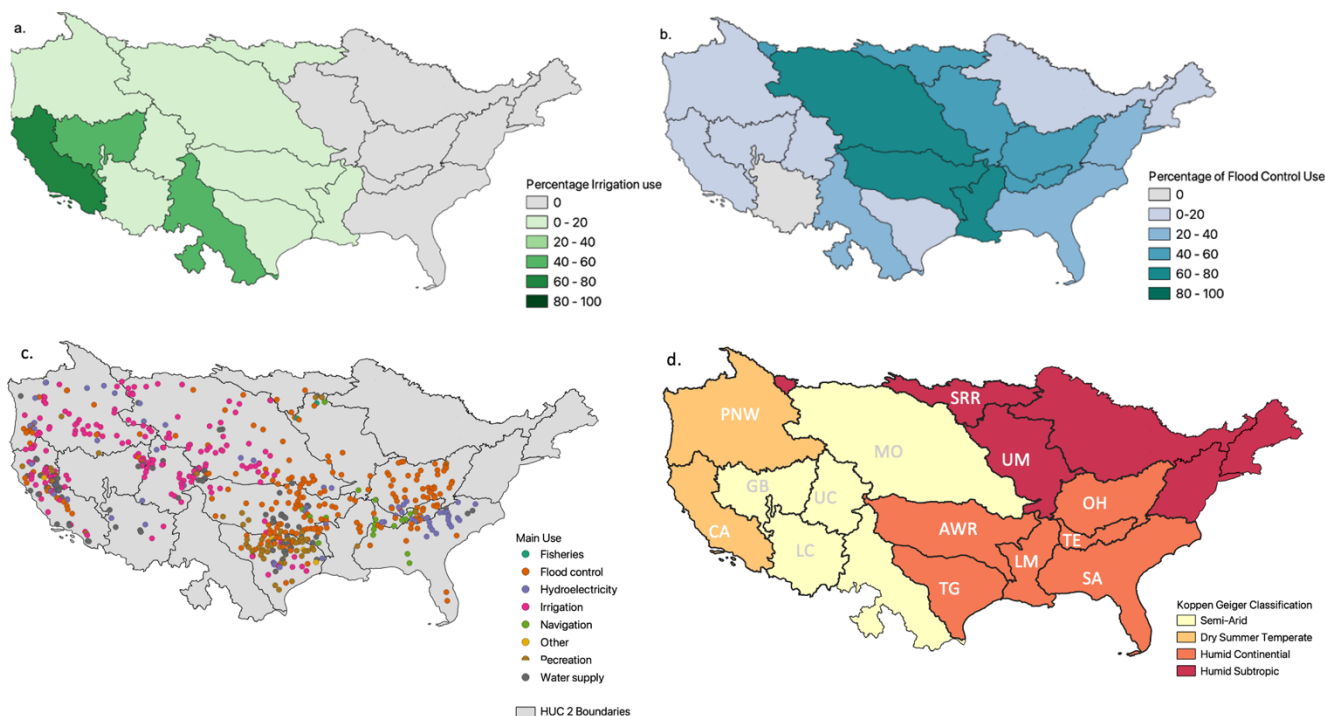 a.
Percentage Irrigation use
0
0 - 20
20 - 40
40 - 60
60 - 80
80 - 100
b.
Percentage of Flood Control Use
0
0-20
20 - 40
40 - 60
60 - 80
80 - 100
c.
Main Use
Fisheries
Flood control
Hydroelectricity
Irrigation
Navigation
Other
Recreation
Water supply
HUC 2 Boundaries
d.
PNW
SRR
MO
UM
GB
UC
OH
CA
AWR
TE
LC
LM
TG
SA
Koppen Geiger Classification
Semi-Arid
Dry Summer Temperate
Humid Continental
Humid Subtropic